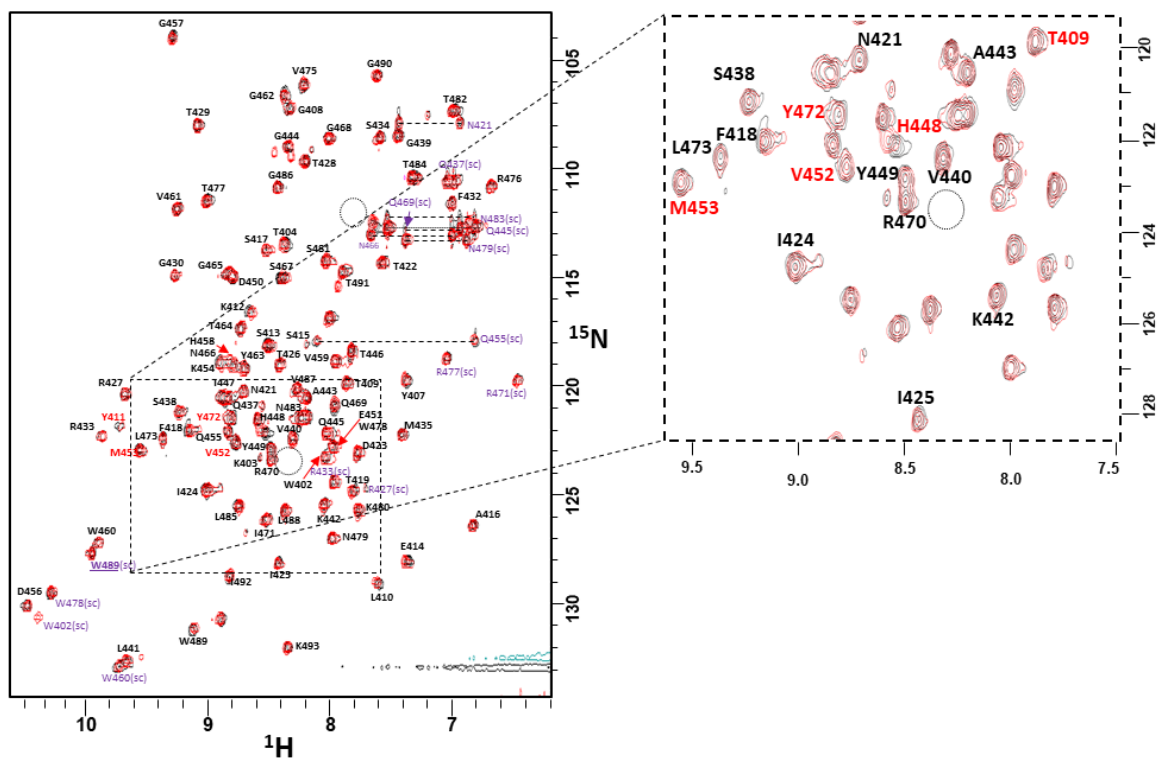 G457
V475
G490
G462
G408
T482
T429
S434
N421
G444
G468
G439
T428
Q437(sc)
T484
G486
R476
V461
T477
Q469(sc)
F432
N483(sc)
Q445(sc)
S417
T404
N466
N479(sc)
S481
T422
G430
G465
S467
D450
T491
K412
T464
S413
S415
Q455(sc)
H458
N466
Y463
T426
V459
T446
K454
R477(sc)
V487
T409
Y407
R471(sc)
R427
I447
N421
A443
S438
Q437
N483
Q469
E451
Y411
Y472
H448
W478
R433
F418
Q445
M435
L473
Q455
V440
D423
M453
V452
Y449
K403
R433(sc)
R470
W402
T419
R427(sc)
I424
L485
L488
K442
K480
A416
I471
N479
W460
E414
W489(sc)
I425
I492
L410
D456
W478(sc)
W402(sc)
W489
K493
L441
W460(sc)
105
110
115
15N
120
125
130
10
9
8
7
1H
N421
T409
A443
S438
Y472
H448
F418
L473
V452
Y449
V440
M453
R470
I424
K442
I425
120
122
124
126
128
9.5
9.0
8.5
8.0
7.5